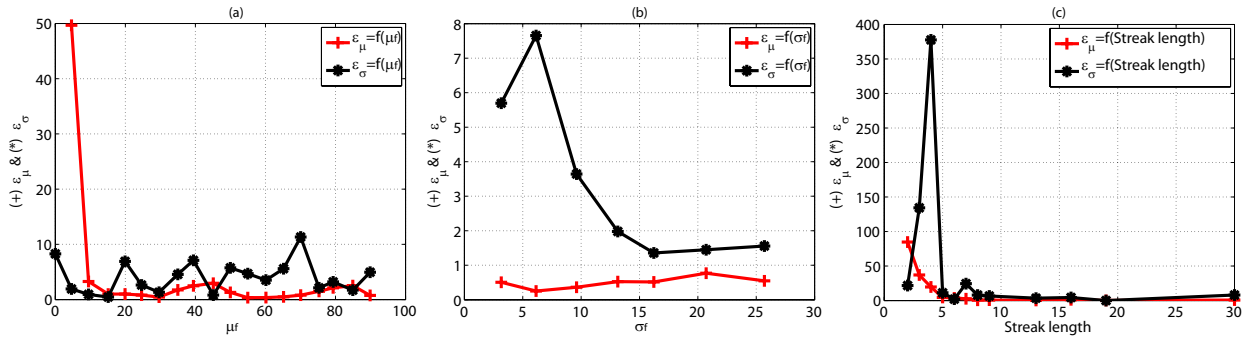 (a)
(+) ε_μ & (*) ε_σ
50
40
30
20
10
0
0 20 40 60 80 100
μf
ε_μ=f(μf)
ε_σ=f(μf)
(b)
(+) ε_μ & (*) ε_σ
8
7
6
5
4
3
2
1
0
0 5 10 15 20 25 30
σf
ε_μ=f(σf)
ε_σ=f(σf)
(c)
(+) ε_μ & (*) ε_σ
400
350
300
250
200
150
100
50
0
0 5 10 15 20 25 30
Streak length
ε_μ=f(Streak length)
ε_σ=f(Streak length)